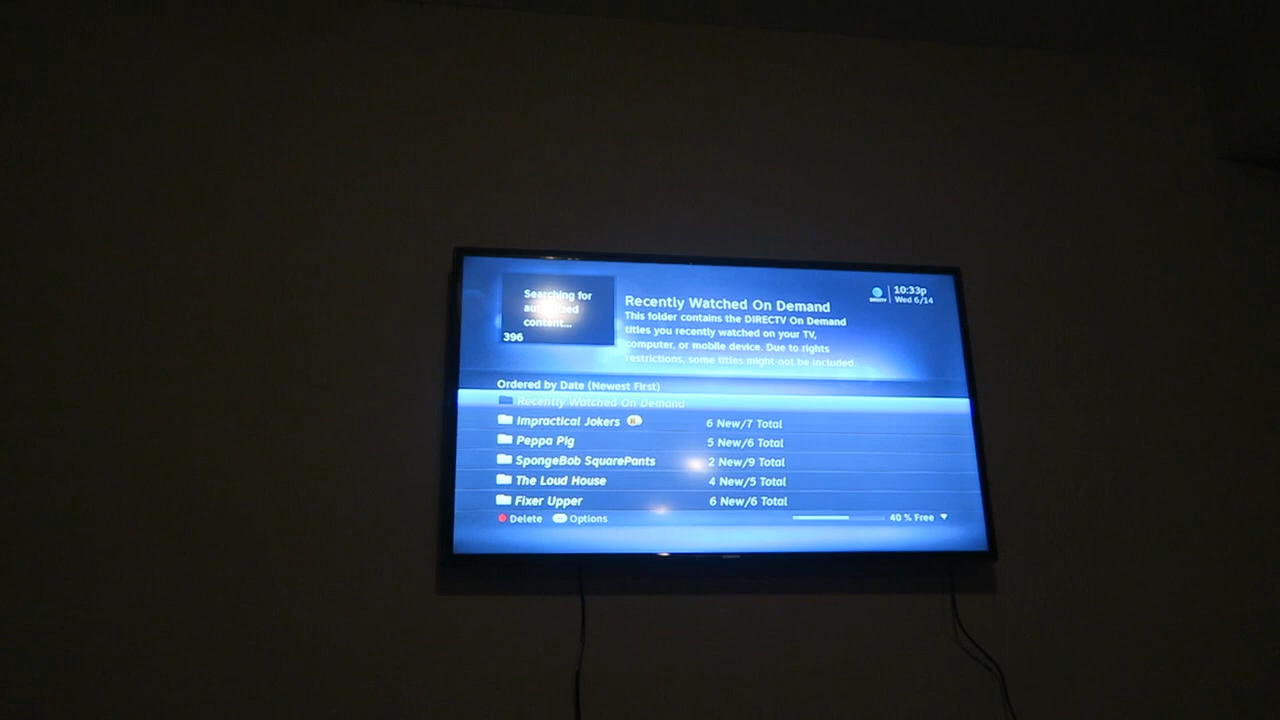 Searching for
authorized
content...
396
Recently Watched On Demand
This folder contains the DIRECTV On Demand
titles you recently watched on your TV,
computer, or mobile device. Due to rights
restrictions, some titles might not be included.
DIRECTV
10:33p
Wed 6/14
Ordered by Date (Newest First)
Recently Watched On Demand
Impractical Jokers 6 New/7 Total
Peppa Pig 5 New/6 Total
SpongeBob SquarePants 2 New/9 Total
The Loud House 4 New/5 Total
Fixer Upper 6 New/6 Total
Delete Options 40 % Free